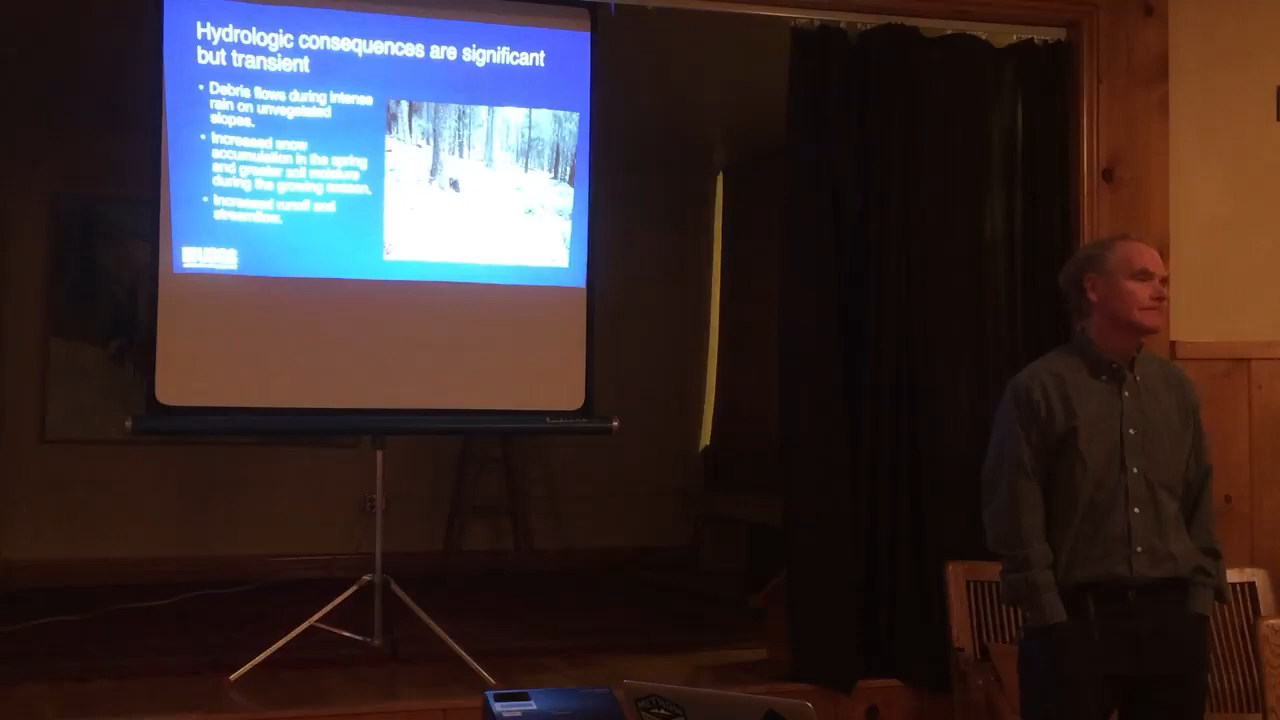 Hydrologic consequences are significant
but transient
• Debris flows during intense
rain on unvegetated
slopes.
• Increased snow
accumulation in the spring
and greater soil moisture
during the growing season.
• Increased runoff and
streamflow.
USGS